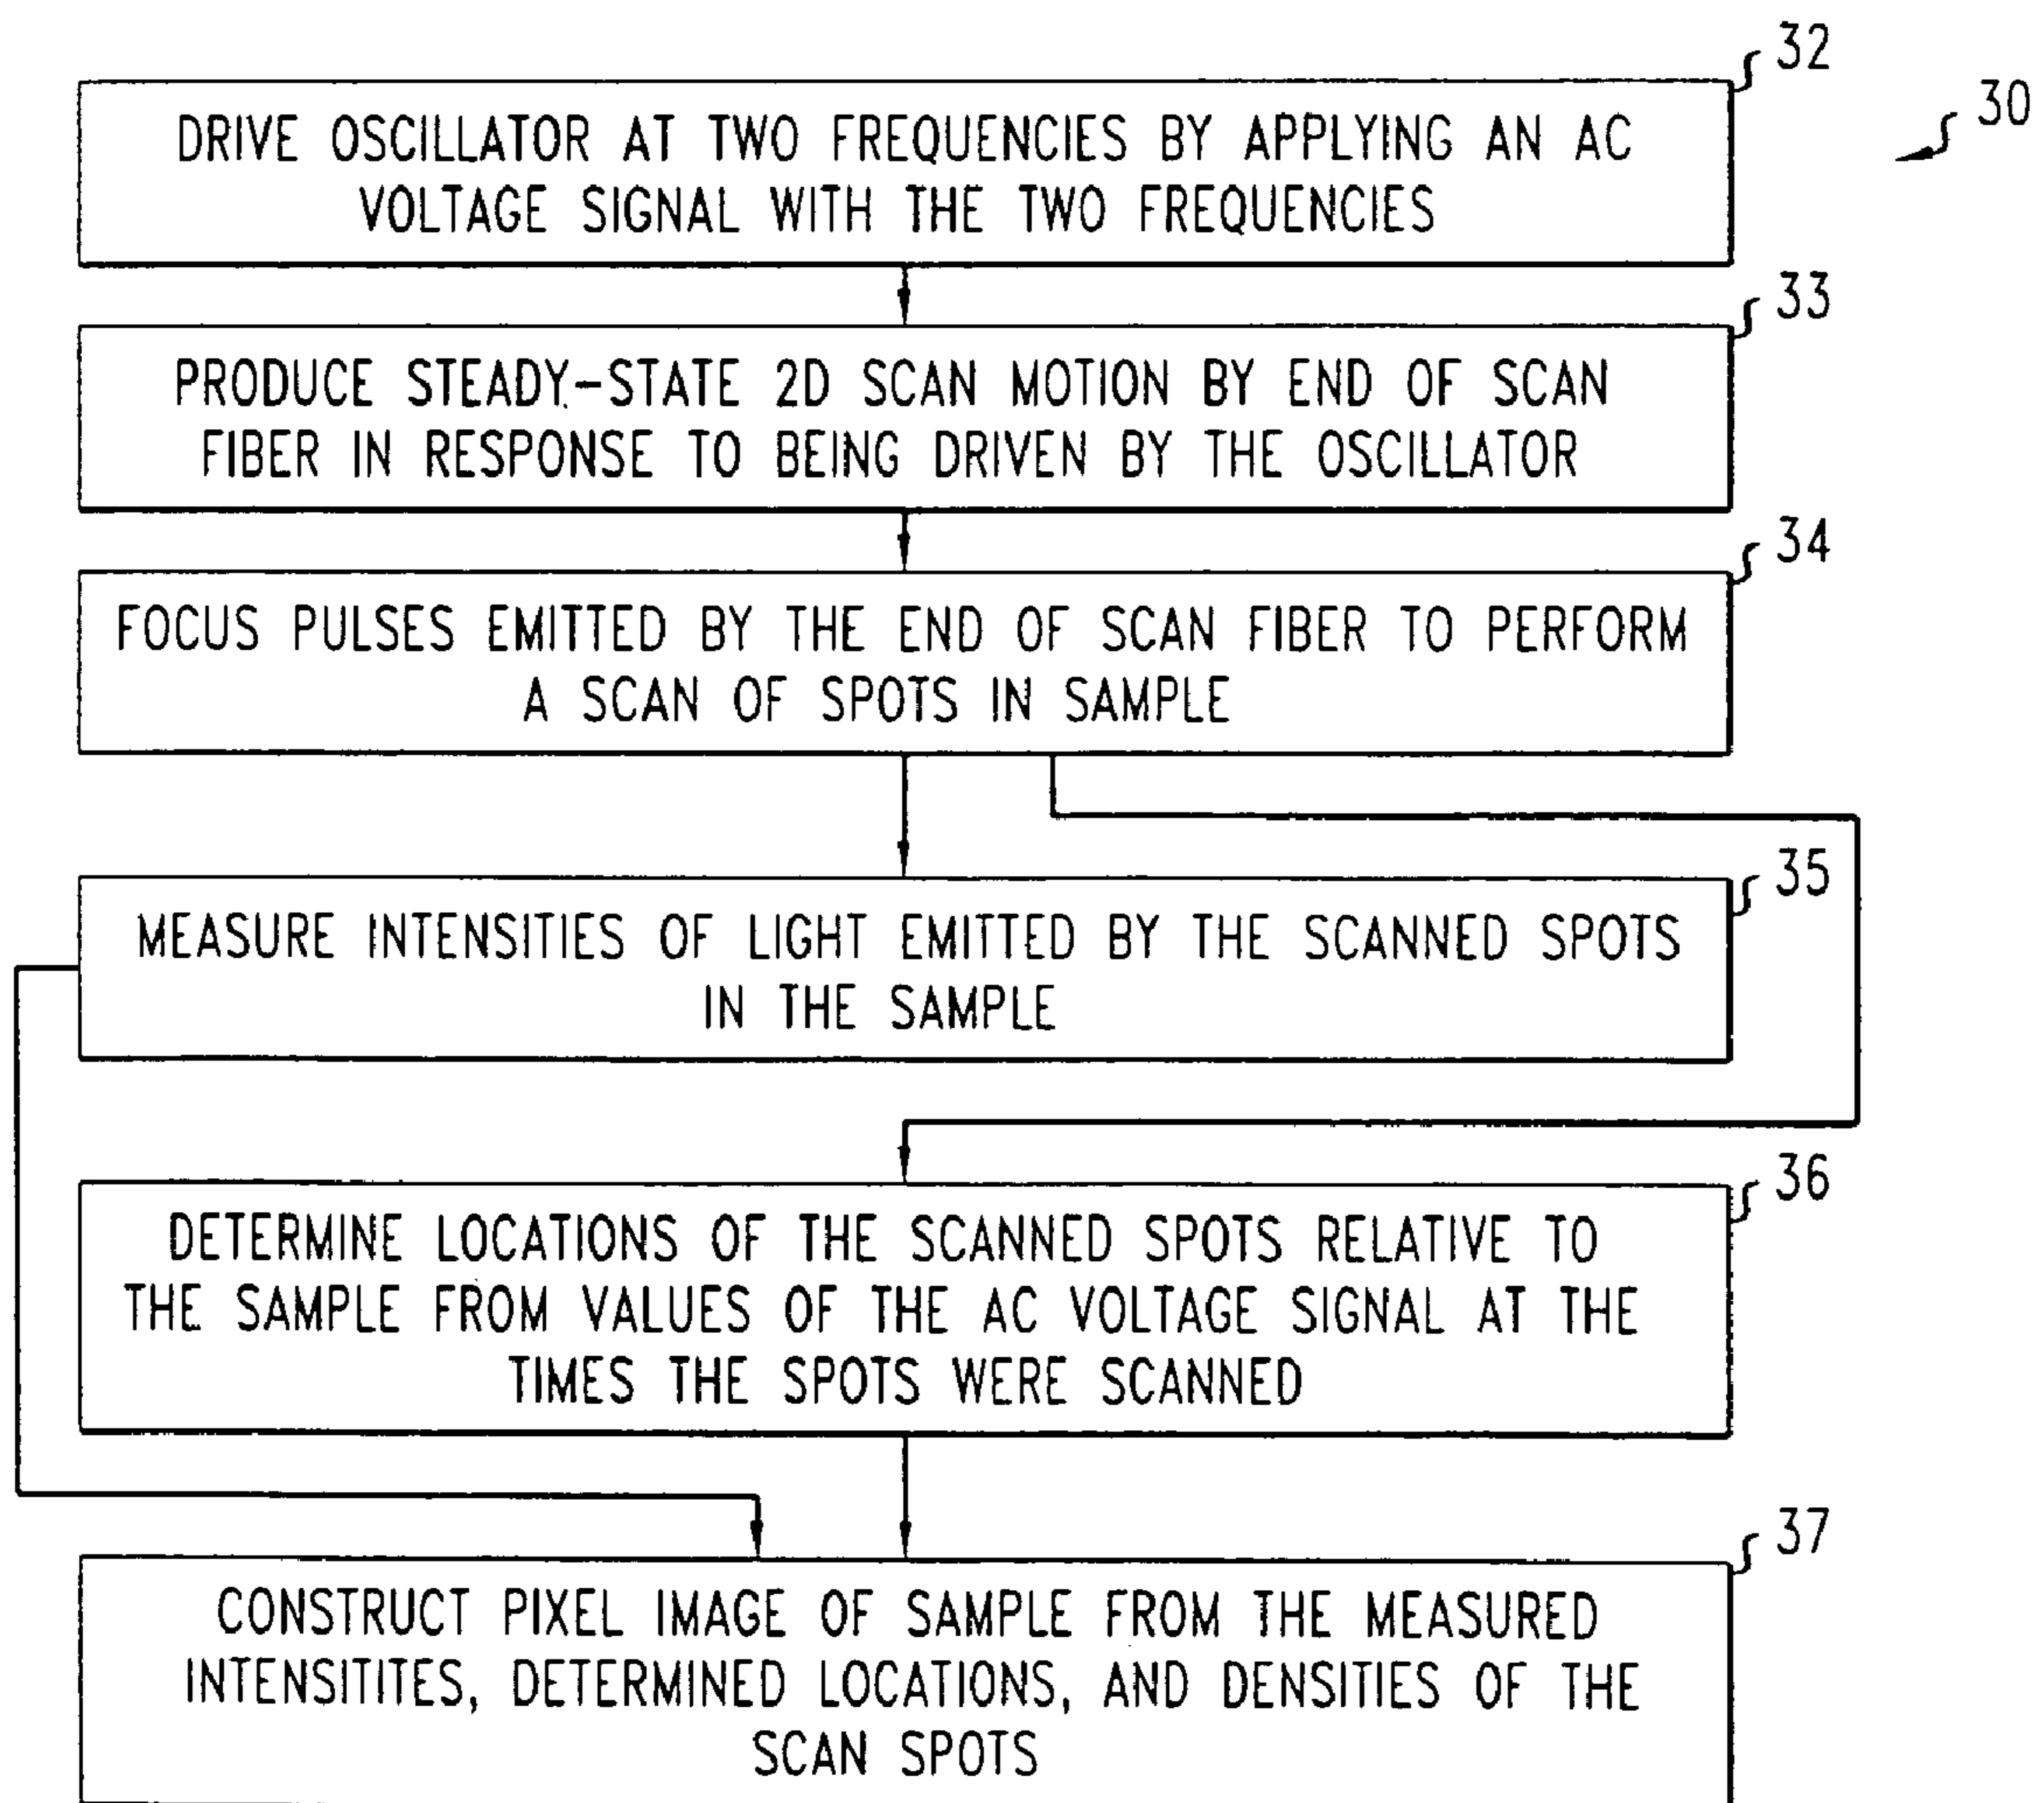 32
30
DRIVE OSCILLATOR AT TWO FREQUENCIES BY APPLYING AN AC
VOLTAGE SIGNAL WITH THE TWO FREQUENCIES
33
PRODUCE STEADY-STATE 2D SCAN MOTION BY END OF SCAN
FIBER IN RESPONSE TO BEING DRIVEN BY THE OSCILLATOR
34
FOCUS PULSES EMITTED BY THE END OF SCAN FIBER TO PERFORM
A SCAN OF SPOTS IN SAMPLE
35
MEASURE INTENSITIES OF LIGHT EMITTED BY THE SCANNED SPOTS
IN THE SAMPLE
36
DETERMINE LOCATIONS OF THE SCANNED SPOTS RELATIVE TO
THE SAMPLE FROM VALUES OF THE AC VOLTAGE SIGNAL AT THE
TIMES THE SPOTS WERE SCANNED
37
CONSTRUCT PIXEL IMAGE OF SAMPLE FROM THE MEASURED
INTENSITITES, DETERMINED LOCATIONS, AND DENSITIES OF THE
SCAN SPOTS